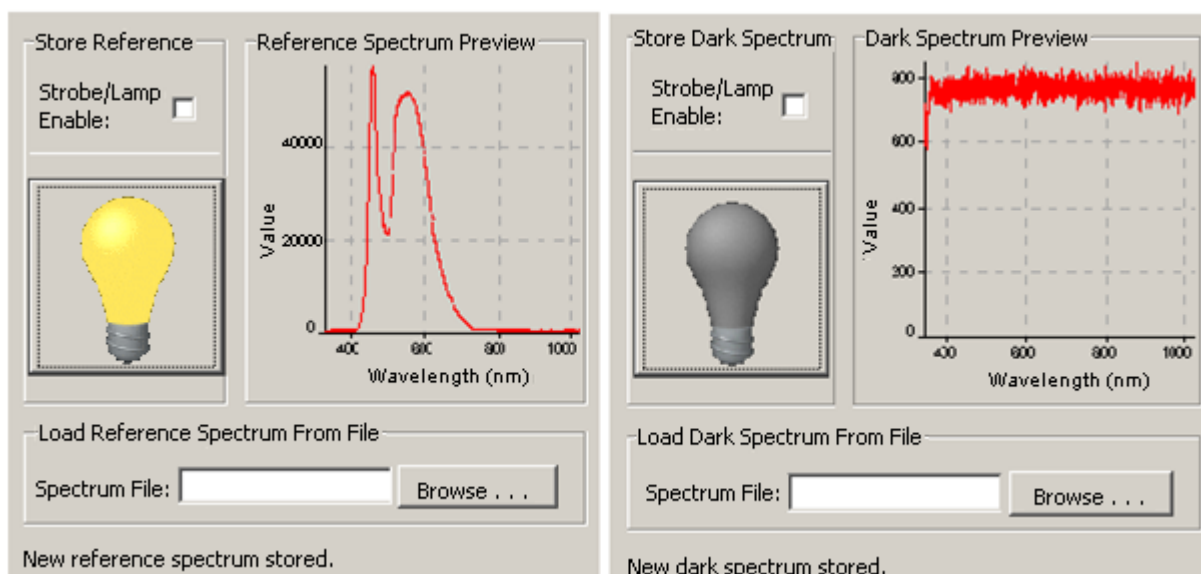 Store Reference
Strobe/Lamp
Enable:
Reference Spectrum Preview
40000
20000
0
Value
400 600 800 1000
Wavelength (nm)
Load Reference Spectrum From File
Spectrum File:
Browse . . .
New reference spectrum stored.
Store Dark Spectrum
Strobe/Lamp
Enable:
Dark Spectrum Preview
800
600
400
200
0
Value
400 600 800 1000
Wavelength (nm)
Load Dark Spectrum From File
Spectrum File:
Browse . . .
New dark spectrum stored.